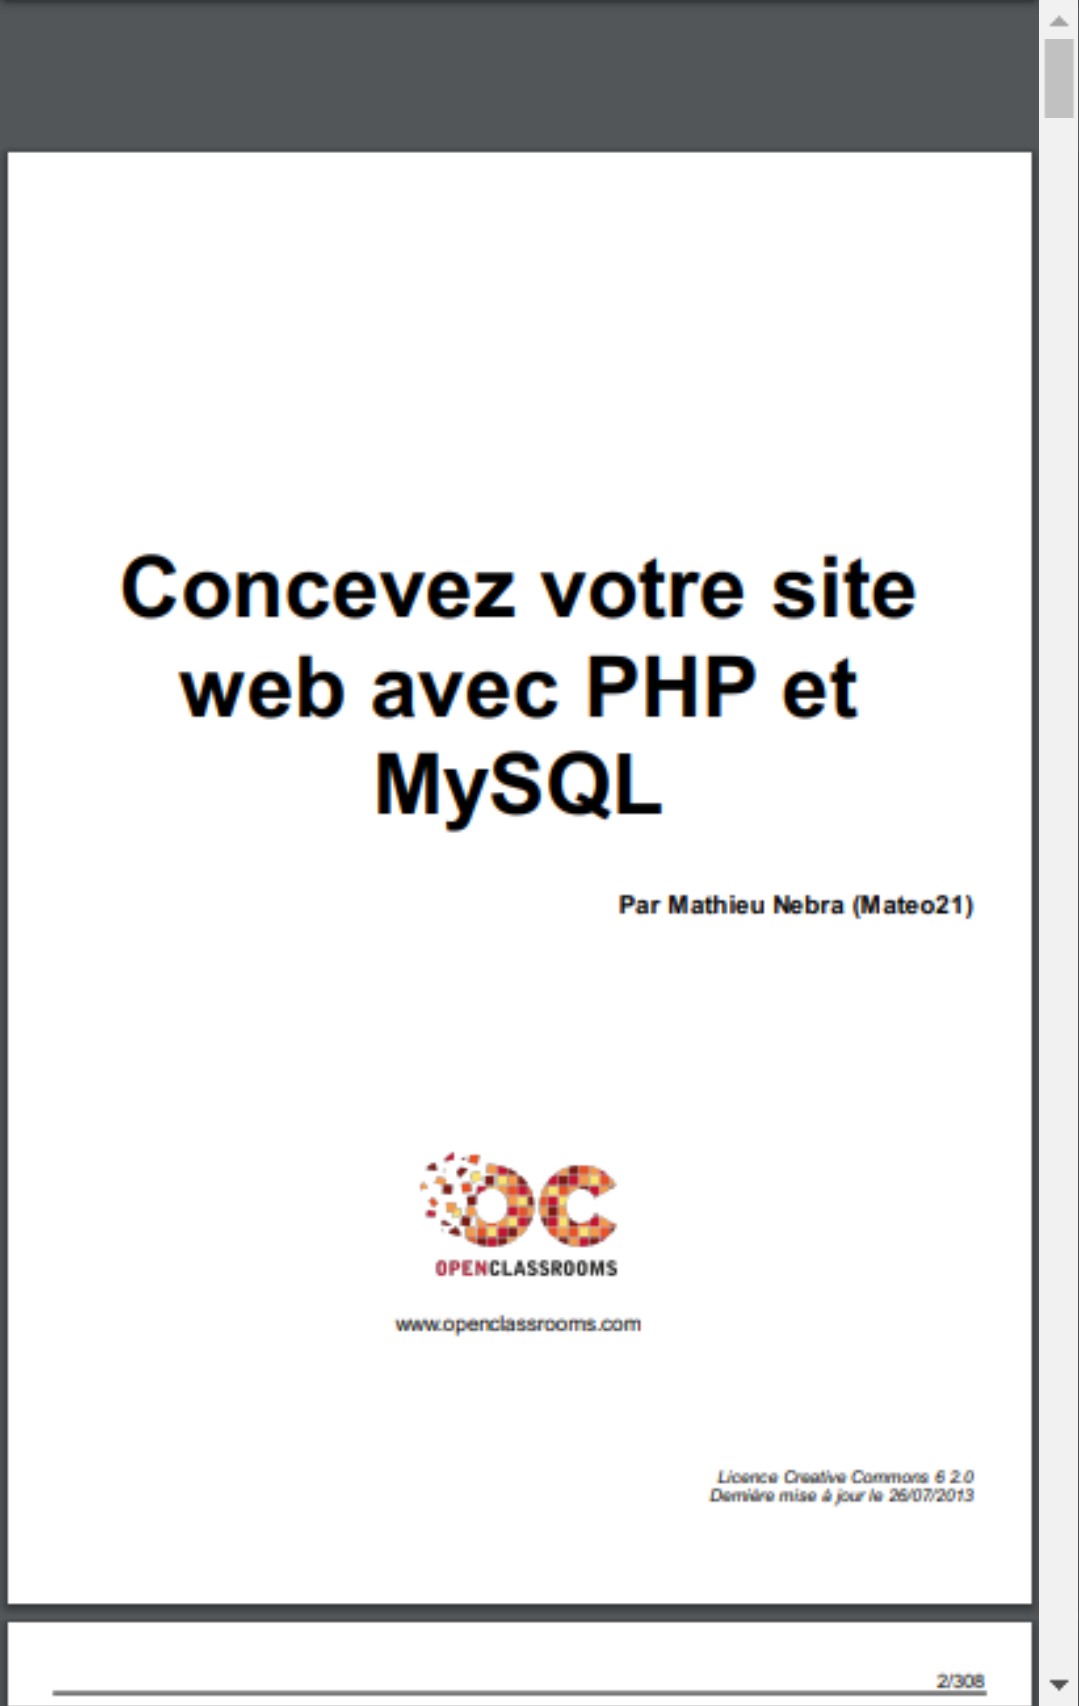 Concevez votre site
web avec PHP et
MySQL
Par Mathieu Nebra (Mateo21)
OPENCLASSROOMS
www.openclassrooms.com
Licence Creative Commons 6 2.0
Dernière mise à jour le 26/07/2013
2/308